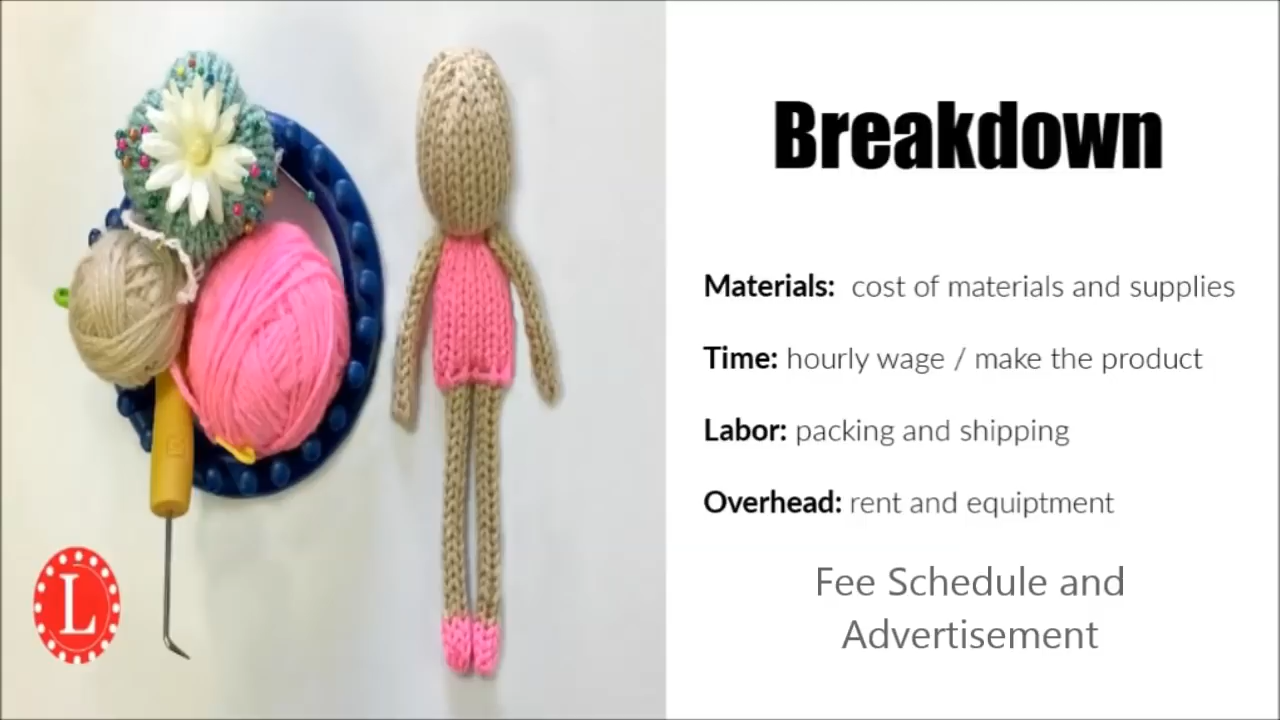 Breakdown
Materials: cost of materials and supplies
Time: hourly wage / make the product
Labor: packing and shipping
Overhead: rent and equiptment
Fee Schedule and
Advertisement
L